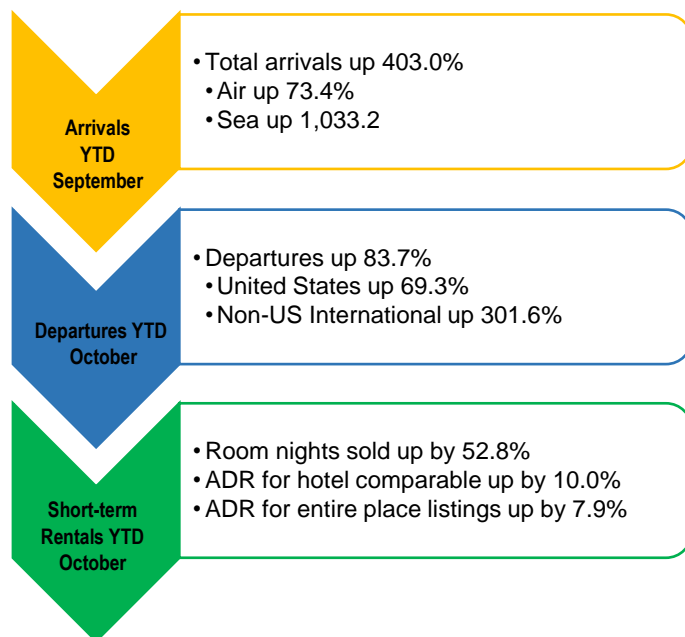 Arrivals
YTD
September
• Total arrivals up 403.0%
• Air up 73.4%
• Sea up 1,033.2
Departures YTD
October
• Departures up 83.7%
• United States up 69.3%
• Non-US International up 301.6%
Short-term
Rentals YTD
October
• Room nights sold up by 52.8%
• ADR for hotel comparable up by 10.0%
• ADR for entire place listings up by 7.9%